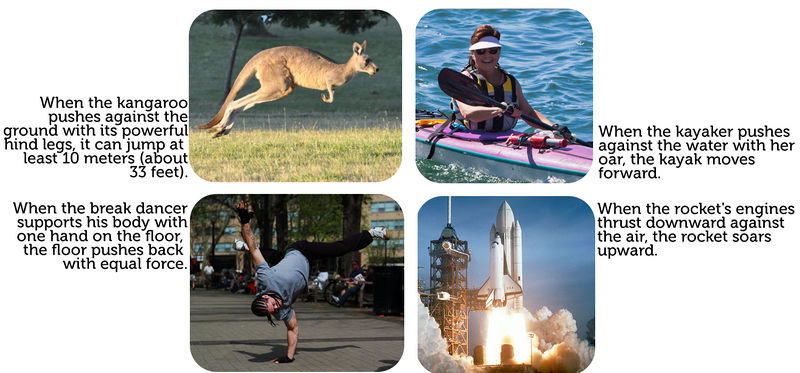 When the kangaroo
pushes against the
ground with its powerful
hind legs, it can jump at
least 10 meters (about
33 feet).
When the kayaker pushes
against the water with her
oar, the kayak moves
forward.
When the break dancer
supports his body with
one hand on the floor,
the floor pushes back
with equal force.
When the rocket's engines
thrust downward against
the air, the rocket soars
upward.